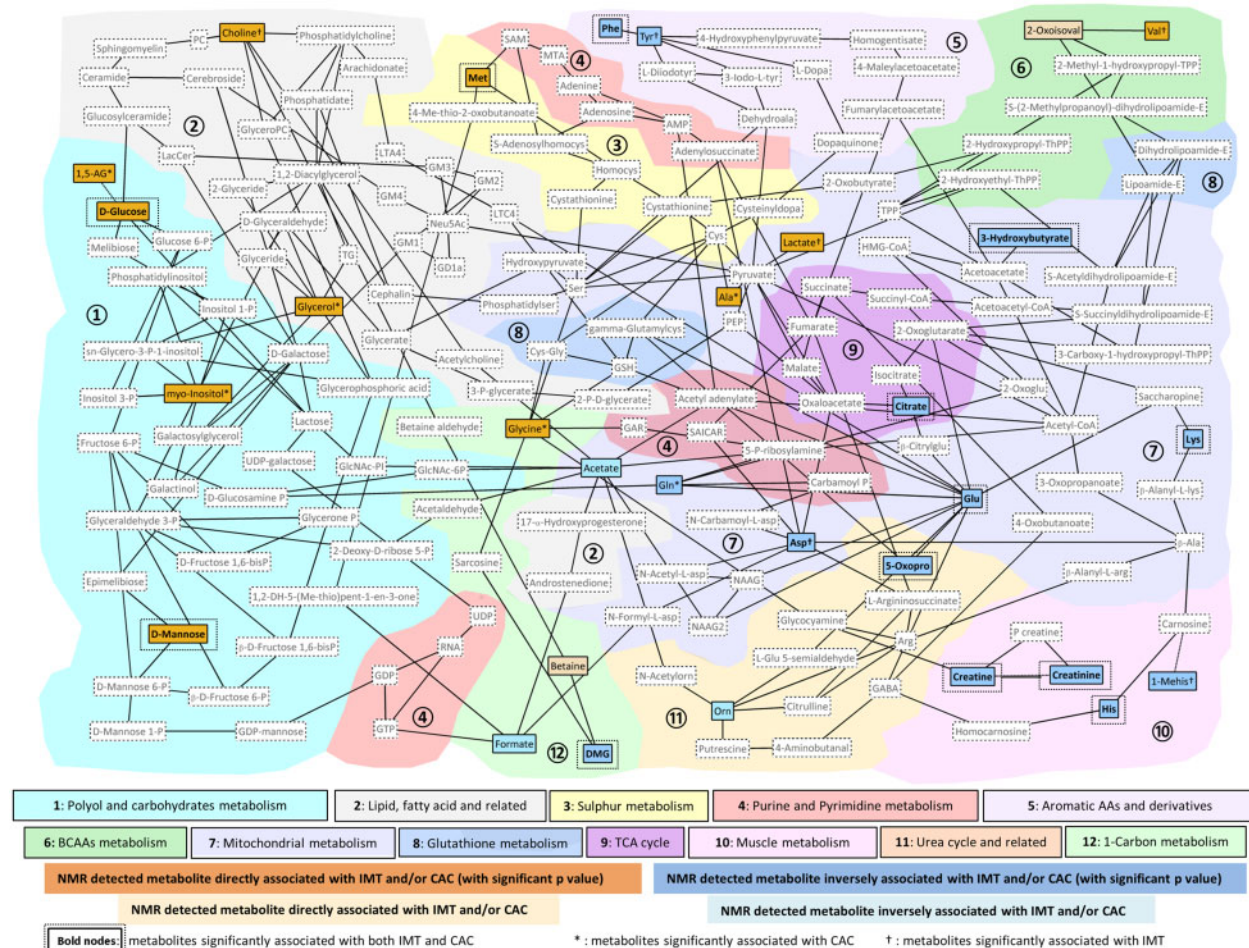 Choline†
PC
Phosphatidylcholine
Sphingomyelin
Arachidonate
Ceramide
Cerebroside
Phosphatidate
Glucosylceramide
GlyceroPC
②
LacCer
LTA4
GM3
1,2-Diacylglycerol
GM2
2-Glyceride
GM4
LTC4
D-Glyceraldehyde
Neu5Ac
Glyceride
TG
GM1
GD1a
Cephalin
Glycerol*
Glycerate
Acetylcholine
3-P-glycerate
2-P-D-glycerate
SAM
MTA
④
Met
Adenine
4-Me-thio-2-oxobutanoate
Adenosine
AMP
S-Adenosylhomocys
③
Adenylosuccinate
Homocys
Cystathionine
Cystathionine
Cys
Phe
Tyr†
4-Hydroxyphenylpyruvate
Homogentisate
⑤
L-Diiodotyr
3-Iodo-L-tyr
L-Dopa
4-Maleylacetoacetate
Dehydroala
Fumarylacetoacetate
Dopaquinone
2-Oxobutyrate
Cysteinyldopa
2-Oxoisoval
Val†
⑥
2-Methyl-1-hydroxypropyl-TPP
S-(2-Methylpropanoyl)-dihydrolipoamide-E
2-Hydroxypropyl-ThPP
Dihydrolipoamide-E
2-Hydroxyethyl-ThPP
Lipoamide-E
⑧
TPP
3-Hydroxybutyrate
HMG-CoA
Acetoacetate
S-Acetyldihydrolipoamide-E
Lactate†
Pyruvate
Hydroxypyruvate
Ser
Phosphatidylser
Ala*
PEP
Succinate
Succinyl-CoA
Acetoacetyl-CoA
S-Succinyldihydrolipoamide-E
Fumarate
2-Oxoglutarate
⑨
3-Carboxy-1-hydroxypropyl-ThPP
Malate
Isocitrate
2-Oxoglu
Saccharopine
Oxaloacetate
Citrate
Acetyl-CoA
⑧
gamma-Glutamylcys
Cys-Gly
GSH
1,5-AG*
D-Glucose
Melibiose
Glucose 6-P
Phosphatidylinositol
①
Inositol 1-P
sn-Glycero-3-P-1-inositol
D-Galactose
myo-Inositol*
Inositol 3-P
Glycerophosphoric acid
Galactosylglycerol
Lactose
Fructose 6-P
UDP-galactose
GlcNAc-PI
GlcNAc-6P
Galactinol
D-Glucosamine P
Glyceraldehyde 3-P
Glycerone P
D-Fructose 1,6-bisP
2-Deoxy-D-ribose 5-P
Epimelibiose
1,2-DH-5-(Me-thio)pent-1-en-3-one
D-Mannose
β-D-Fructose 1,6-bisP
D-Mannose 6-P
β-D-Fructose 6-P
D-Mannose 1-P
GDP-mannose
UDP
RNA
GDP
GTP
④
Betaine aldehyde
Glycine*
Acetaldehyde
Sarcosine
Betaine
Formate
⑫
DMG
Acetate
17-α-Hydroxyprogesterone
②
Androstenedione
Acetyl adenylate
GAR
SAICAR
④
5-P-ribosylamine
Carbamoyl P
Gln*
β-Citrylglu
Glu
⑦
Lys
3-Oxopropanoate
β-Alanyl-L-lys
4-Oxobutanoate
β-Ala
N-Carbamoyl-L-asp
⑦
Asp†
5-Oxopro
N-Acetyl-L-asp
NAAG
β-Alanyl-L-arg
N-Formyl-L-asp
NAAG2
L-Argininosuccinate
Glycocyamine
Arg
P creatine
Carnosine
L-Glu 5-semialdehyde
N-Acetylorn
GABA
Creatine
Creatinine
1-Mehis†
⑪
Orn
Citrulline
His
Homocarnosine
⑩
Putrescine
4-Aminobutanal
1: Polyol and carbohydrates metabolism
2: Lipid, fatty acid and related
3: Sulphur metabolism
4: Purine and Pyrimidine metabolism
5: Aromatic AAs and derivatives
6: BCAAs metabolism
7: Mitochondrial metabolism
8: Glutathione metabolism
9: TCA cycle
10: Muscle metabolism
11: Urea cycle and related
12: 1-Carbon metabolism
NMR detected metabolite directly associated with IMT and/or CAC (with significant p value)
NMR detected metabolite inversely associated with IMT and/or CAC (with significant p value)
NMR detected metabolite directly associated with IMT and/or CAC
NMR detected metabolite inversely associated with IMT and/or CAC
Bold nodes: metabolites significantly associated with both IMT and CAC
* : metabolites significantly associated with CAC
† : metabolites significantly associated with IMT